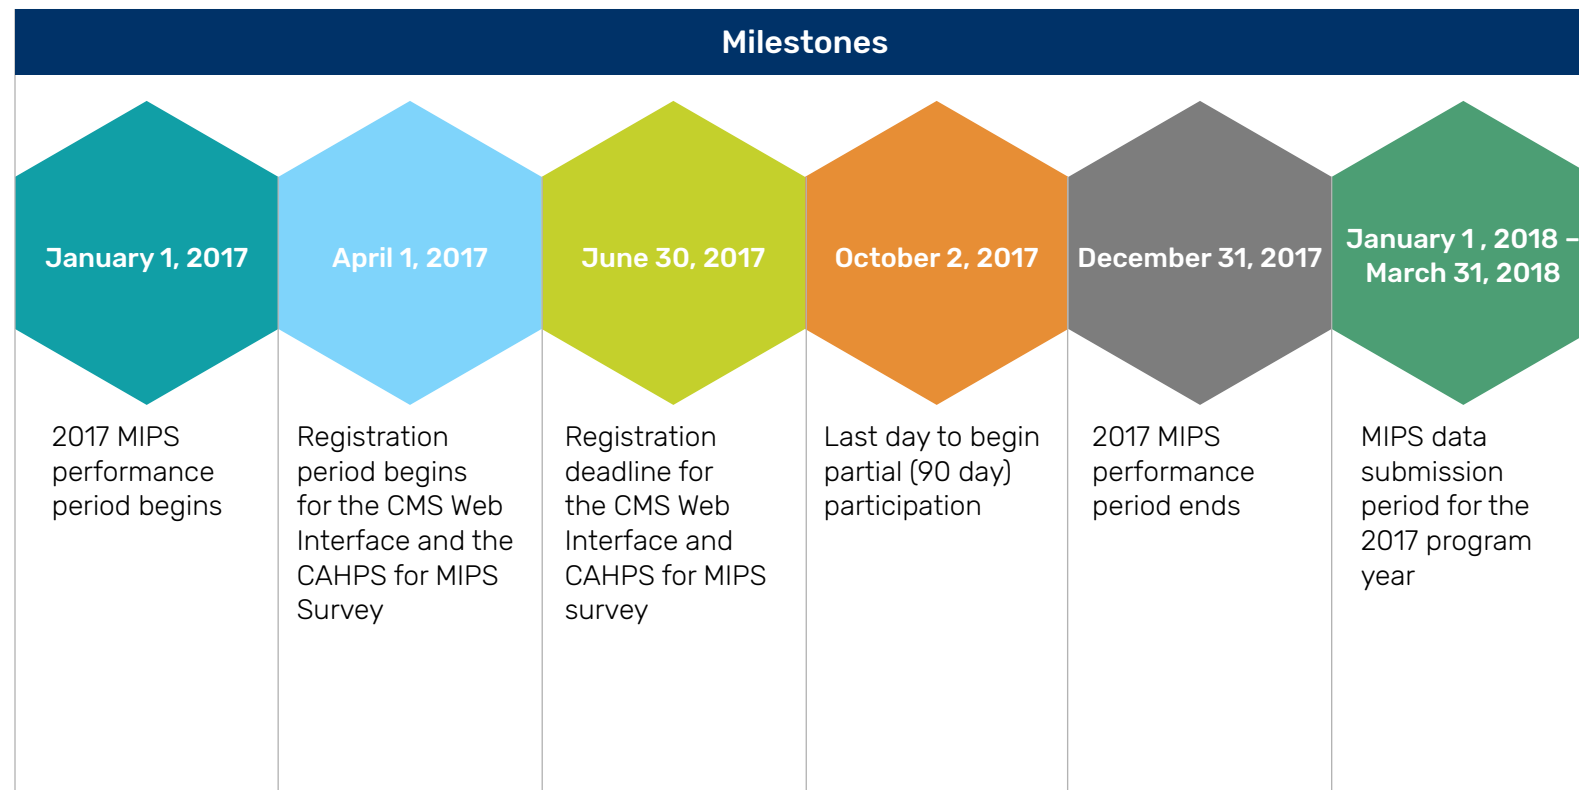 Milestones
January 1, 2017
2017 MIPS
performance
period begins
April 1, 2017
Registration
period begins
for the CMS Web
Interface and the
CAHPS for MIPS
Survey
June 30, 2017
Registration
deadline for
the CMS Web
Interface and
CAHPS for MIPS
survey
October 2, 2017
Last day to begin
partial (90 day)
participation
December 31, 2017
2017 MIPS
performance
period ends
January 1 , 2018 –
March 31, 2018
MIPS data
submission
period for the
2017 program
year